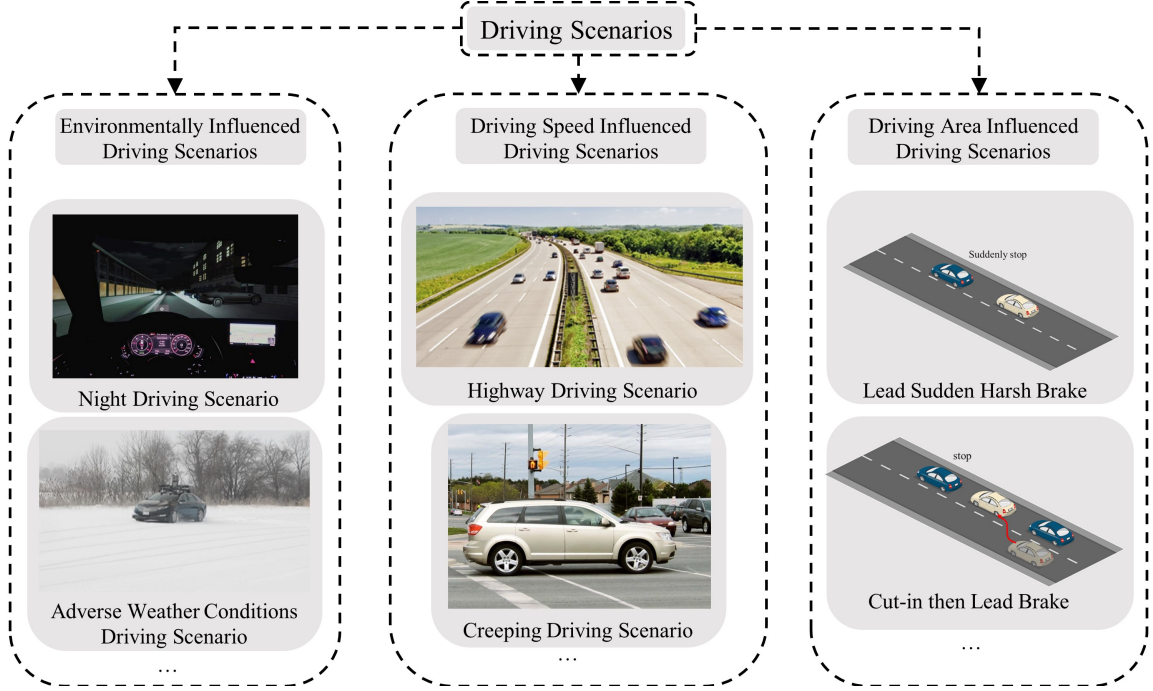 Driving Scenarios
Environmentally Influenced
Driving Scenarios
Night Driving Scenario
Adverse Weather Conditions
Driving Scenario
...
Driving Speed Influenced
Driving Scenarios
Highway Driving Scenario
Creeping Driving Scenario
...
Driving Area Influenced
Driving Scenarios
Suddenly stop
Lead Sudden Harsh Brake
stop
Cut-in then Lead Brake
...